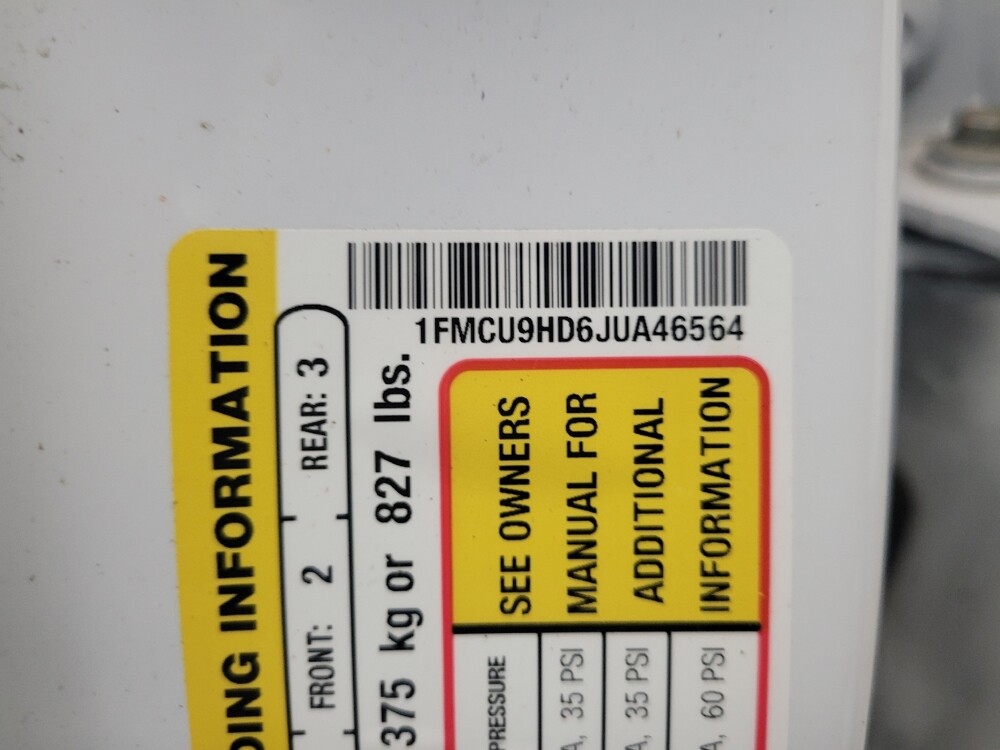 1FMCU9HD6JUA46564
DING INFORMATION
FRONT: 2 REAR: 3
375 kg or 827 lbs.
PRESSURE SEE OWNERS
A, 35 PSI MANUAL FOR
A, 35 PSI ADDITIONAL
A, 60 PSI INFORMATION